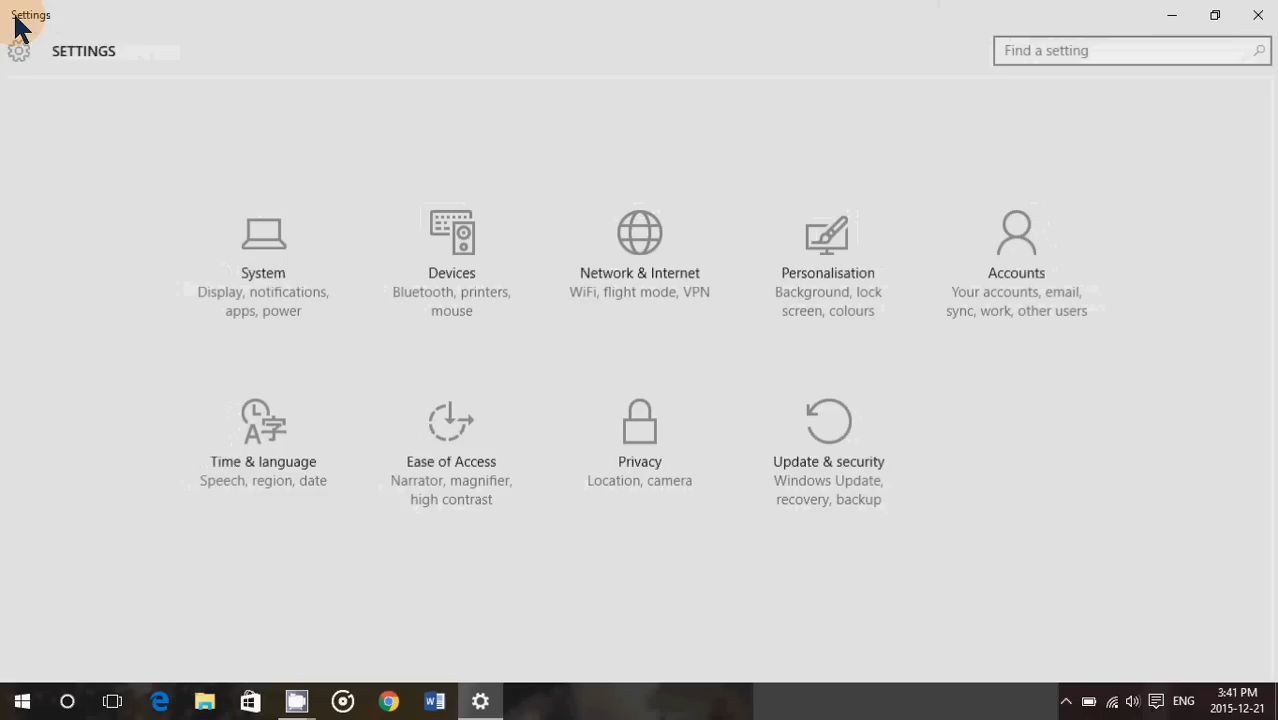 Settings
SETTINGS
Find a setting
System
Display, notifications,
apps, power
Devices
Bluetooth, printers,
mouse
Network & Internet
WiFi, flight mode, VPN
Personalisation
Background, lock
screen, colours
Accounts
Your accounts, email,
sync, work, other users
Time & language
Speech, region, date
Ease of Access
Narrator, magnifier,
high contrast
Privacy
Location, camera
Update & security
Windows Update,
recovery, backup
ENG
3:41 PM
2015-12-21